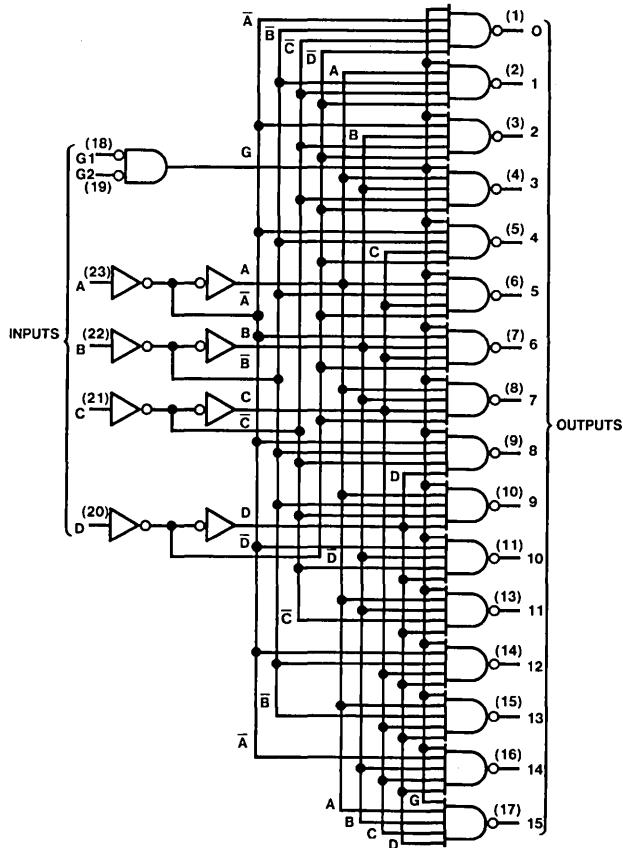 A̅ (1)
B̅ 0
C̅
D̅
A (2)
1
(3)
B 2
(18) G (4)
G1
G2 3
(19)
(5)
4
C
(23) A (6)
A A̅ 5
INPUTS
(22) B (7)
B B̅ 6
(21) C (8)
C C̅ 7
OUTPUTS
(9)
D 8
(10)
(20) D 9
D D̅ D̅ (11)
10
(13)
C̅ 11
(14)
12
(15)
B̅ 13
A̅ (16)
14
G
A (17)
B 15
C
D